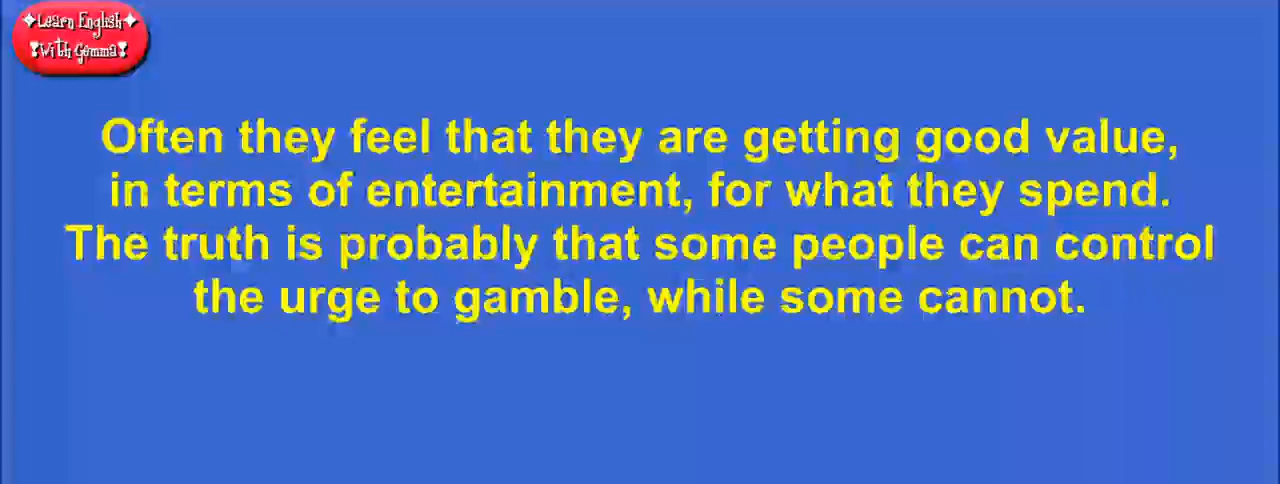 Learn English
With Gemma
Often they feel that they are getting good value,
in terms of entertainment, for what they spend.
The truth is probably that some people can control
the urge to gamble, while some cannot.